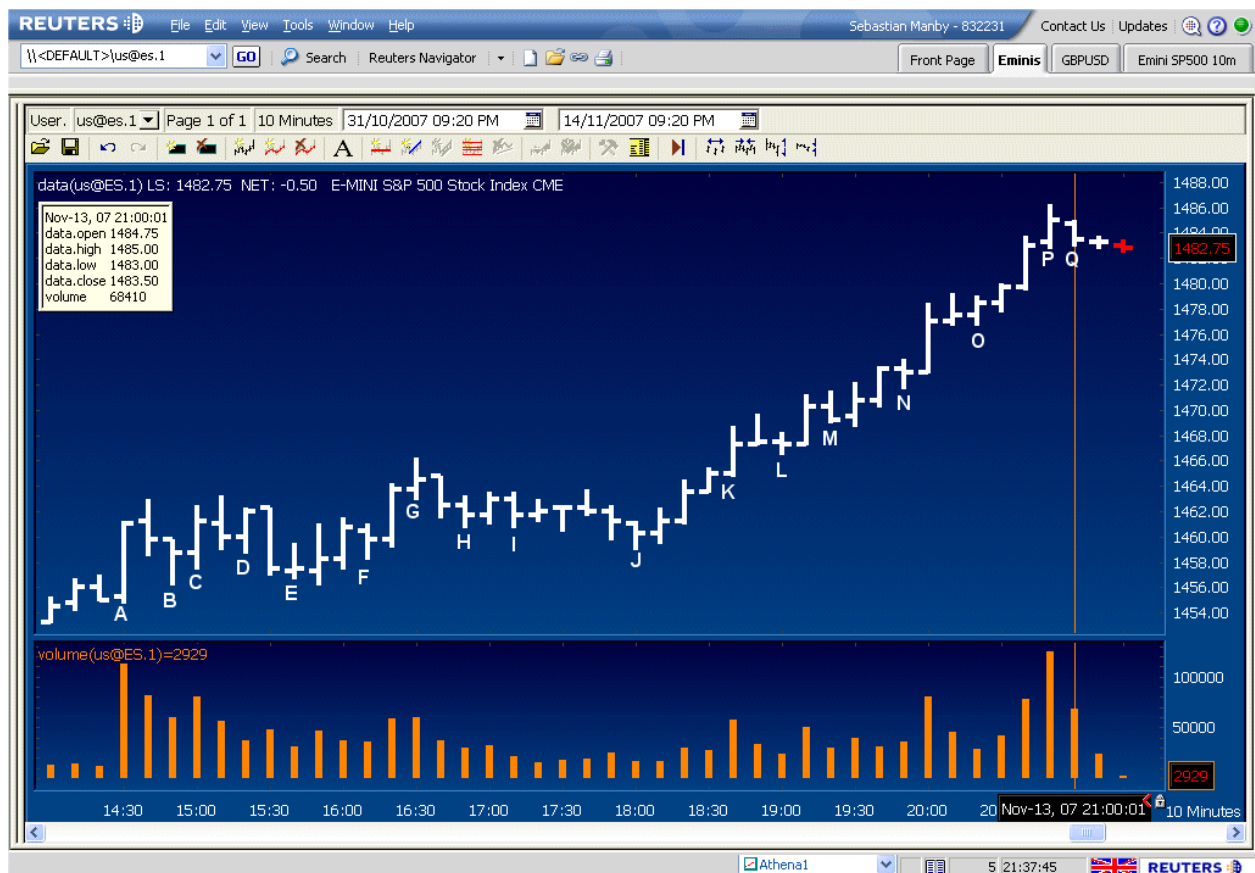 REUTERS File Edit View Tools Window Help Sebastian Manby - 832231 Contact Us Updates
\\<DEFAULT>\us@es.1 GO Search Reuters Navigator Front Page Eminis GBPUSD Emini SP500 10m
User. us@es.1 Page 1 of 1 10 Minutes 31/10/2007 09:20 PM 14/11/2007 09:20 PM
A
data(us@ES.1) LS: 1482.75 NET: -0.50 E-MINI S&P 500 Stock Index CME
Nov-13, 07 21:00:01
data.open 1484.75
data.high 1485.00
data.low 1483.00
data.close 1483.50
volume 68410
1488.00
1486.00
1482.75
1480.00
1478.00
1476.00
1474.00
1472.00
1470.00
1468.00
1466.00
1464.00
1462.00
1460.00
1458.00
1456.00
1454.00
A B C D E F G H I J K L M N O P Q
volume(us@ES.1)=2929
100000
50000
2929
14:30 15:00 15:30 16:00 16:30 17:00 17:30 18:00 18:30 19:00 19:30 20:00 20 Nov-13, 07 21:00:01 10 Minutes
Athena1 5 21:37:45 REUTERS